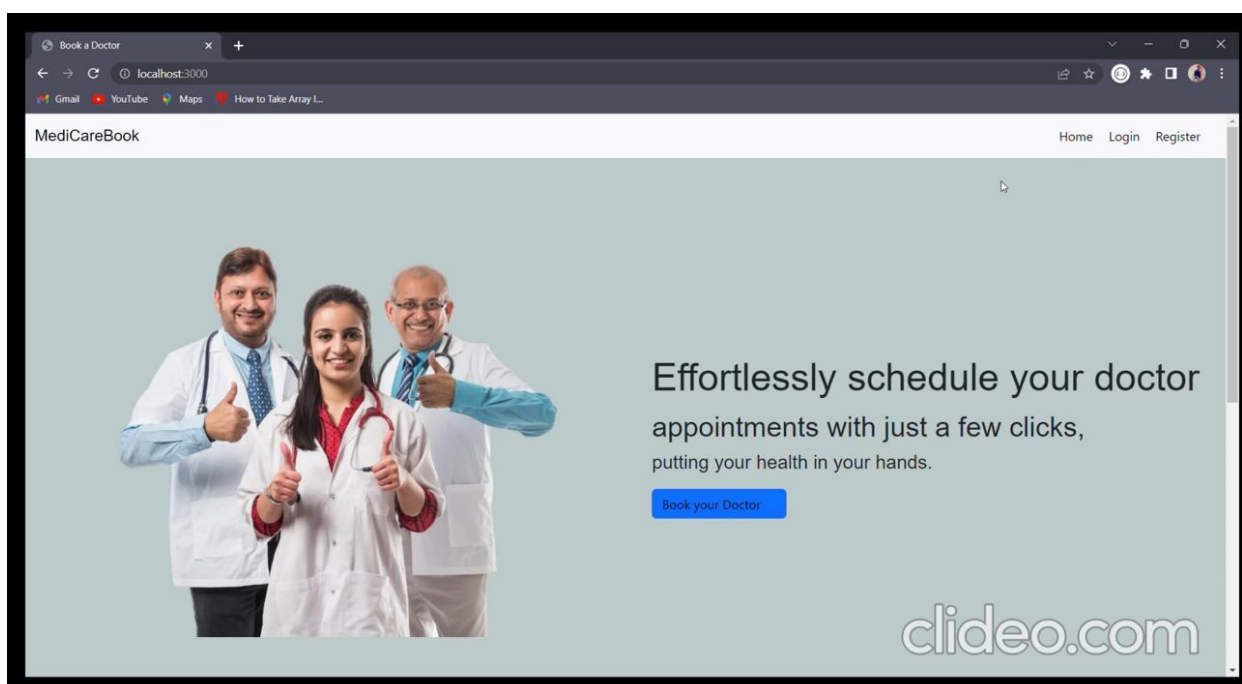 Book a Doctor
localhost:3000
Gmail YouTube Maps How to Take Array I...
MediCareBook Home Login Register
Effortlessly schedule your doctor
appointments with just a few clicks,
putting your health in your hands.
Book your Doctor
clideo.com